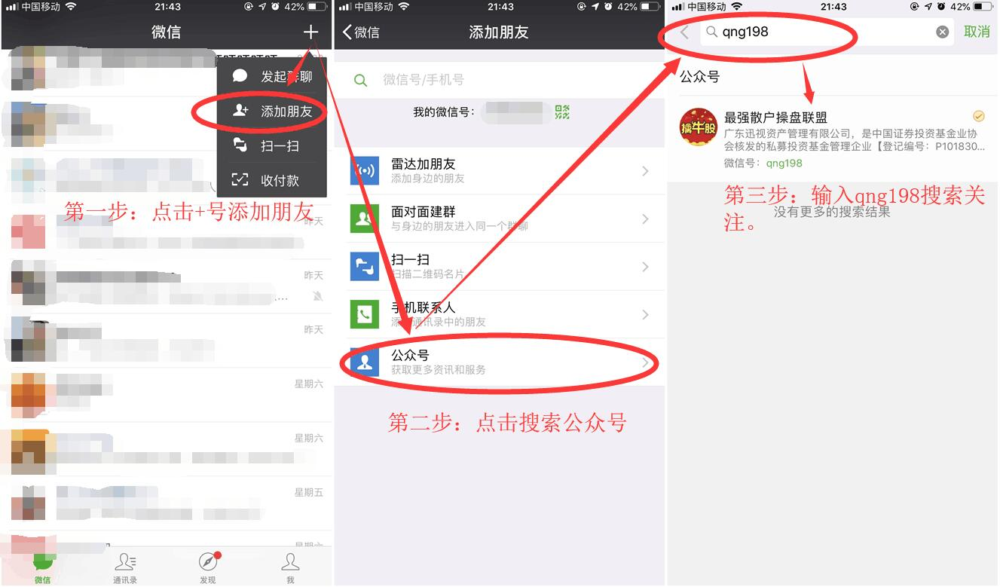 中国移动
21:43
42%
微信
发起群聊
添加朋友
扫一扫
收付款
第一步：点击+号添加朋友
昨天
昨天
昨天
星期六
星期六
星期五
微信
通讯录
发现
我
中国移动
21:43
42%
微信
添加朋友
微信号/手机号
我的微信号：
雷达加朋友
添加身边的朋友
面对面建群
与身边的朋友进入同一个群聊
扫一扫
扫描二维码名片
手机联系人
添加通讯录中的朋友
公众号
获取更多资讯和服务
第二步：点击搜索公众号
中国移动
21:43
42%
qng198
取消
公众号
擒牛股
最强散户操盘联盟
广东迅视资产管理有限公司，是中国证券投资基金业协
会核发的私募投资基金管理企业【登记编号：P101830...
微信号：qng198
第三步：输入qng198搜索关
注。
没有更多的搜索结果